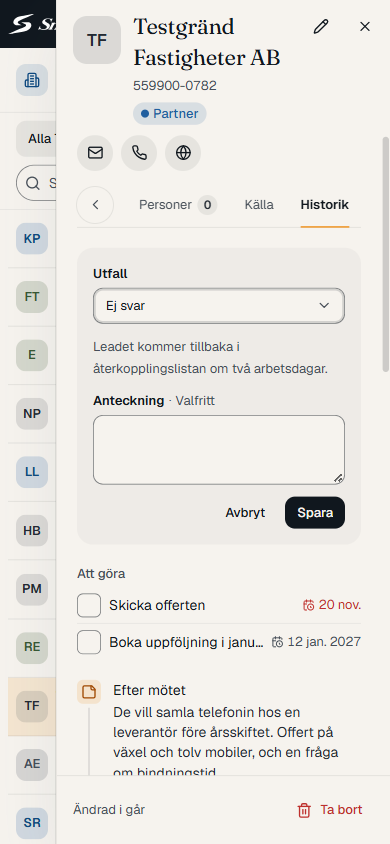 TF
Testgränd
Fastigheter AB
559900-0782
Partner
Alla
S
Personer 0
Källa
Historik
KP
FT
E
NP
LL
HB
PM
RE
TF
AE
SR
Utfall
Ej svar
Leadet kommer tillbaka i
återkopplingslistan om två arbetsdagar.
Anteckning · Valfritt
Avbryt
Spara
Att göra
Skicka offerten
20 nov.
Boka uppföljning i janu...
12 jan. 2027
Efter mötet
De vill samla telefonin hos en
leverantör före årsskiftet. Offert på
växel och tolv mobiler, och en fråga
om bindningstid
Ändrad i går
Ta bort